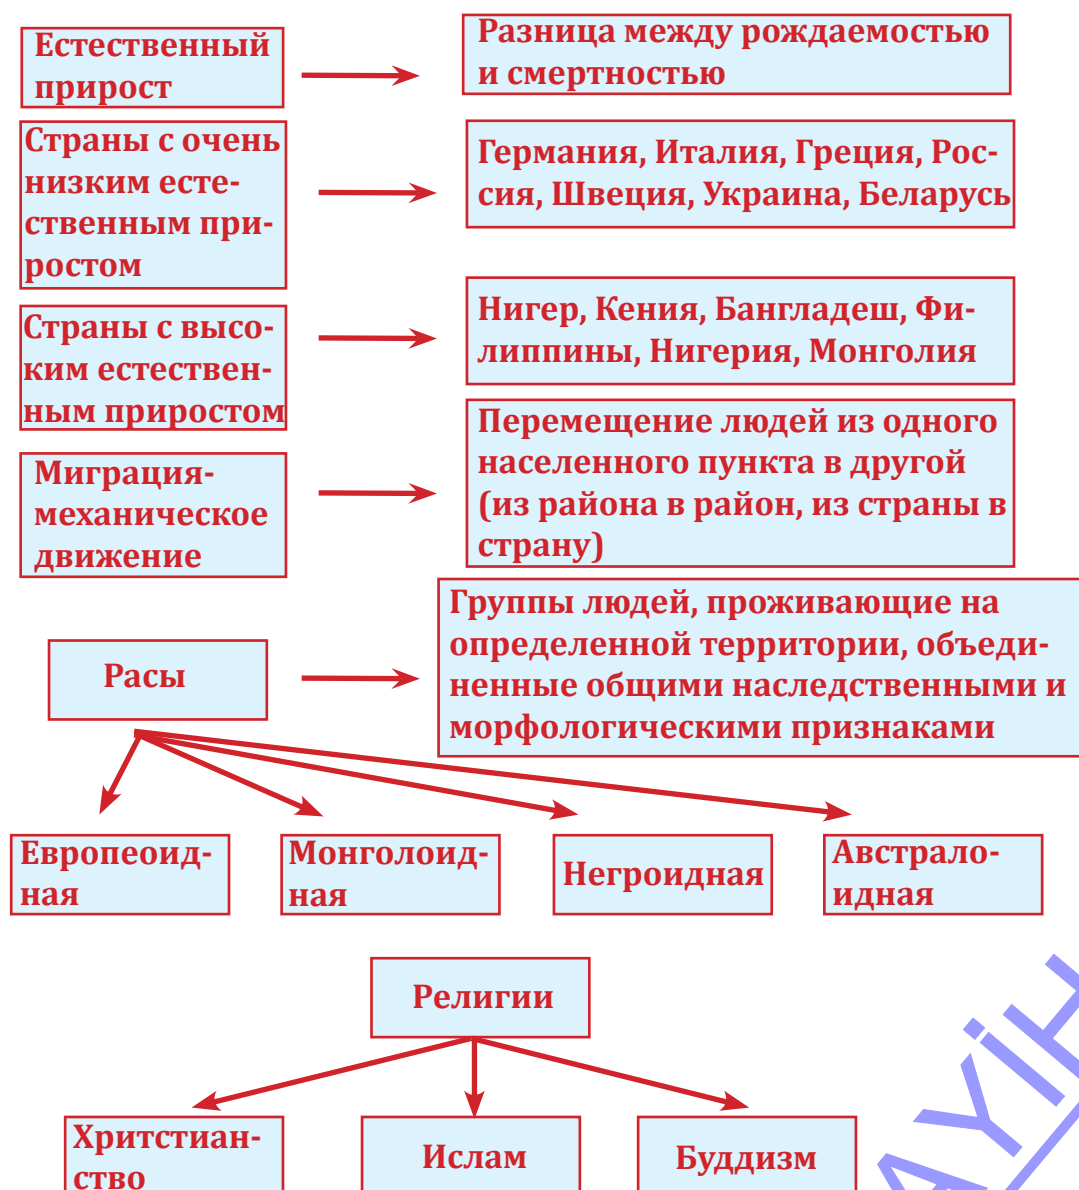 Естественный
прирост
Разница между рождаемостью
и смертностью
Страны с очень
низким есте-
ственным при-
ростом
Германия, Италия, Греция, Рос-
сия, Швеция, Украина, Беларусь
Страны с высо-
ким естествен-
ным приростом
Нигер, Кения, Бангладеш, Фи-
липпины, Нигерия, Монголия
Миграция-
механическое
движение
Перемещение людей из одного
населенного пункта в другой
(из района в район, из страны в
страну)
Расы
Группы людей, проживающие на
определенной территории, объеди-
ненные общими наследственными и
морфологическими признаками
Европеоид-
ная
Монголоид-
ная
Негроидная
Австрало-
идная
Религии
Хритстиан-
ство
Ислам
Буддизм